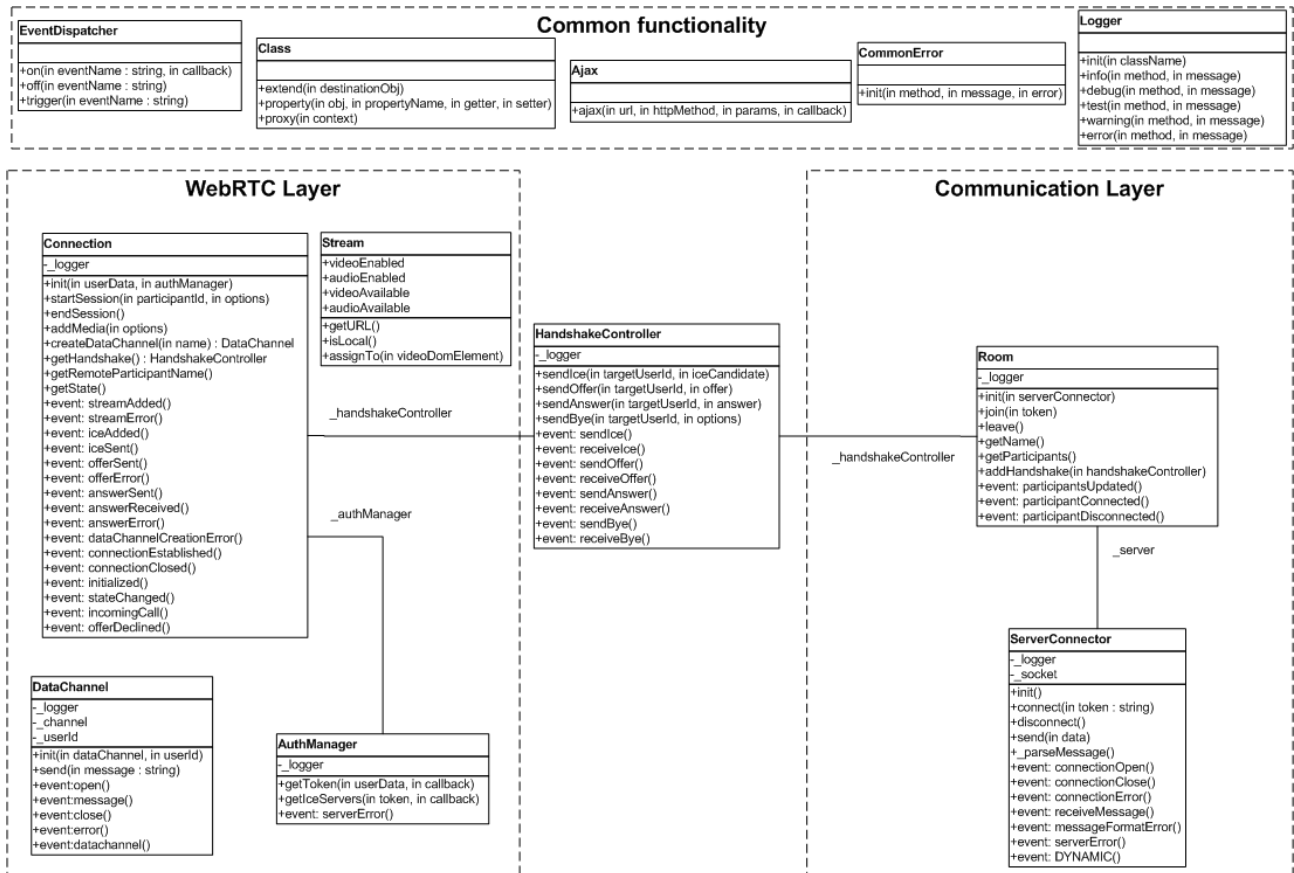 Common functionality
EventDispatcher
+on(in eventName : string, in callback)
+off(in eventName : string)
+trigger(in eventName : string)
Class
+extend(in destinationObj)
+property(in obj, in propertyName, in getter, in setter)
+proxy(in context)
Ajax
+ajax(in url, in httpMethod, in params, in callback)
CommonError
+init(in method, in message, in error)
Logger
+init(in className)
+info(in method, in message)
+debug(in method, in message)
+test(in method, in message)
+warning(in method, in message)
+error(in method, in message)
WebRTC Layer
Connection
-_logger
+init(in userData, in authManager)
+startSession(in participantId, in options)
+endSession()
+addMedia(in options)
+createDataChannel(in name) : DataChannel
+getHandshake() : HandshakeController
+getRemoteParticipantName()
+getState()
+event: streamAdded()
+event: streamError()
+event: iceAdded()
+event: iceSent()
+event: offerSent()
+event: offerError()
+event: answerSent()
+event: answerReceived()
+event: answerError()
+event: dataChannelCreationError()
+event: connectionEstablished()
+event: connectionClosed()
+event: initialized()
+event: stateChanged()
+event: incomingCall()
+event: offerDeclined()
Stream
+videoEnabled
+audioEnabled
+videoAvailable
+audioAvailable
+getURL()
+isLocal()
+assignTo(in videoDomElement)
_handshakeController
_authManager
DataChannel
-_logger
-_channel
-_userId
+init(in dataChannel, in userId)
+send(in message : string)
+event:open()
+event:message()
+event:close()
+event:error()
+event:datachannel()
AuthManager
-_logger
+getToken(in userData, in callback)
+getIceServers(in token, in callback)
+event: serverError()
HandshakeController
-_logger
+sendIce(in targetUserId, in iceCandidate)
+sendOffer(in targetUserId, in offer)
+sendAnswer(in targetUserId, in answer)
+sendBye(in targetUserId, in options)
+event: sendIce()
+event: receiveIce()
+event: sendOffer()
+event: receiveOffer()
+event: sendAnswer()
+event: receiveAnswer()
+event: sendBye()
+event: receiveBye()
Communication Layer
_handshakeController
Room
-_logger
+init(in serverConnector)
+join(in token)
+leave()
+getName()
+getParticipants()
+addHandshake(in handshakeController)
+event: participantsUpdated()
+event: participantConnected()
+event: participantDisconnected()
_server
ServerConnector
-_logger
-_socket
+init()
+connect(in token : string)
+disconnect()
+send(in data)
+_parseMessage()
+event: connectionOpen()
+event: connectionClose()
+event: connectionError()
+event: receiveMessage()
+event: messageFormatError()
+event: serverError()
+event: DYNAMIC()